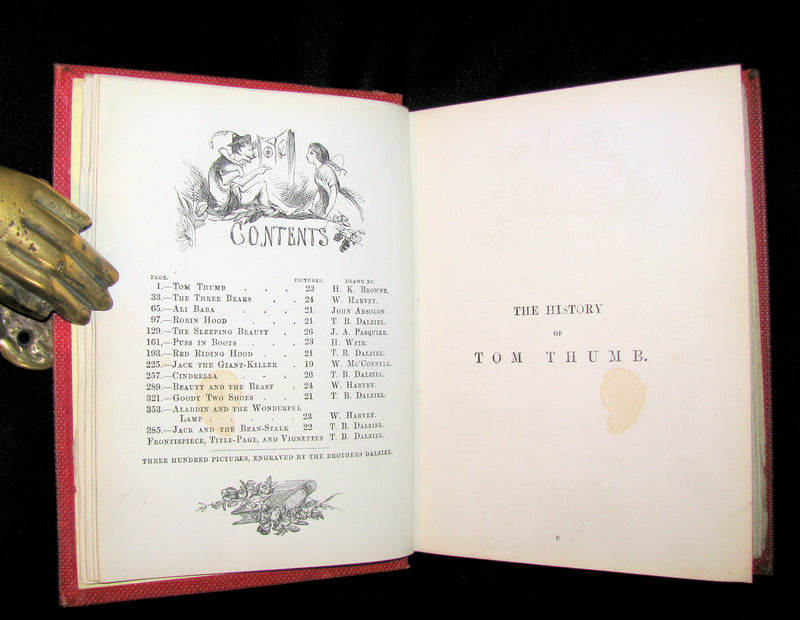 CONTENTS
PAGE. PICTURES. DRAWN BY.
1.—TOM THUMB . . . 23 H. K. BROWNE.
33.—THE THREE BEARS . . 24 W. HARVEY.
65.—ALI BABA . . . 21 JOHN ABSOLON.
97.—ROBIN HOOD . . . 21 T. B. DALZIEL.
129.—THE SLEEPING BEAUTY . 26 J. A. PASQUIER.
161,—PUSS IN BOOTS . . 23 H. WEIR.
193.—RED RIDING HOOD . . 21 T. B. DALZIEL.
225.—JACK THE GIANT-KILLER . 19 W. MCCONNELL.
257.—CINDRELLA . . . 26 T. B. DALZIEL.
289.—BEAUTY AND THE BEAST . 24 W. HARVEY.
321.—GOODY TWO SHOES . . 21 T. B. DALZIEL.
353.—ALADDIN AND THE WONDERFUL
LAMP . . . . . . 23 W. HARVEY.
385.—JACK AND THE BEAN-STALK 22 T. B. DALZIEL.
FRONTISPIECE, TITLE-PAGE, AND VIGNETTES T. B. DALZIEL.
THREE HUNDRED PICTURES, ENGRAVED BY THE BROTHERS DALZIEL.
THE HISTORY
OF
TOM THUMB.
B